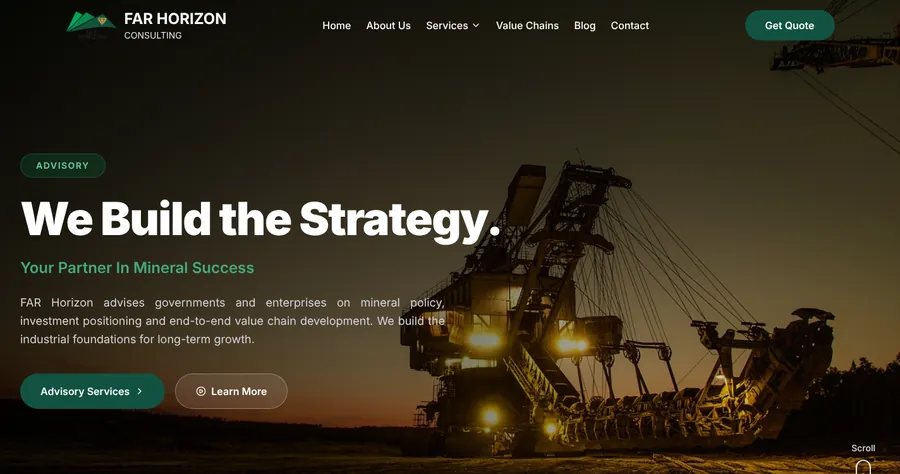 FAR HORIZON
CONSULTING
Home
About Us
Services
Value Chains
Blog
Contact
Get Quote
ADVISORY
We Build the Strategy.
Your Partner In Mineral Success
FAR Horizon advises governments and enterprises on mineral policy,
investment positioning and end-to-end value chain development. We build the
industrial foundations for long-term growth.
Advisory Services
Learn More
Scroll